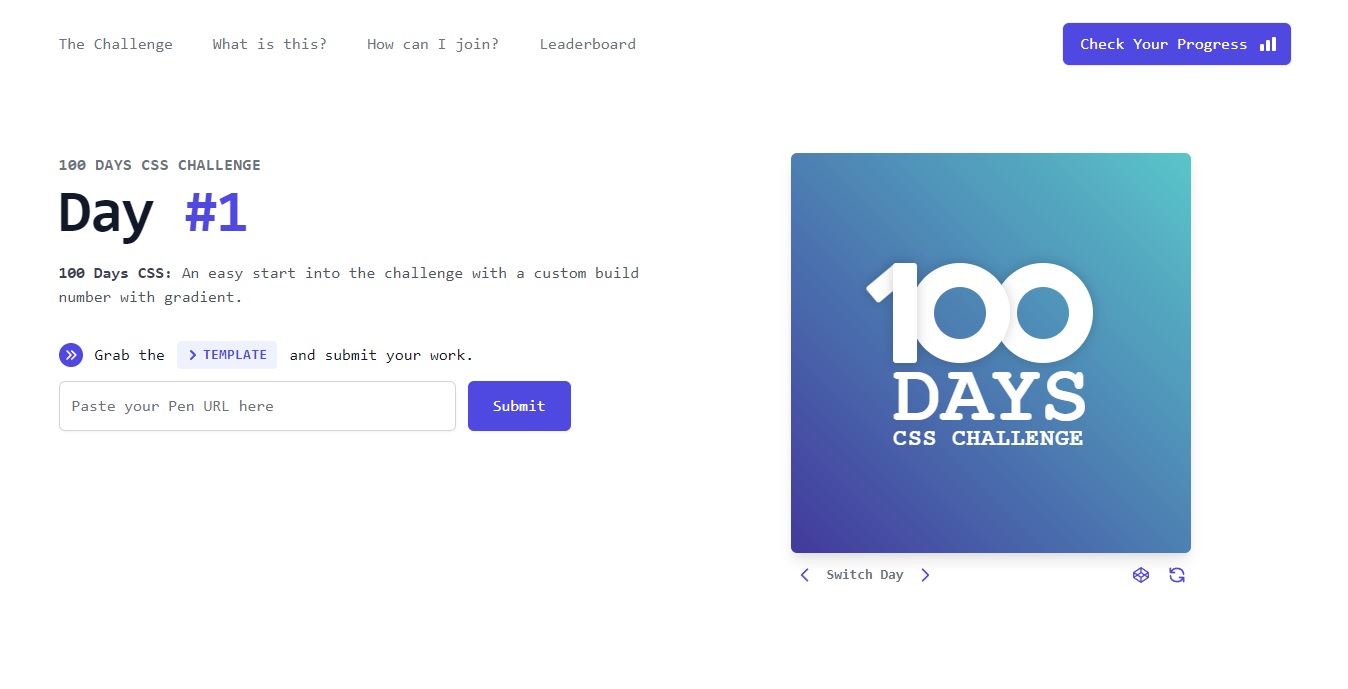 The Challenge What is this? How can I join? Leaderboard Check Your Progress
100 DAYS CSS CHALLENGE
Day #1
100 Days CSS: An easy start into the challenge with a custom build
number with gradient.
Grab the TEMPLATE and submit your work.
Paste your Pen URL here Submit
100
DAYS
CSS CHALLENGE
Switch Day